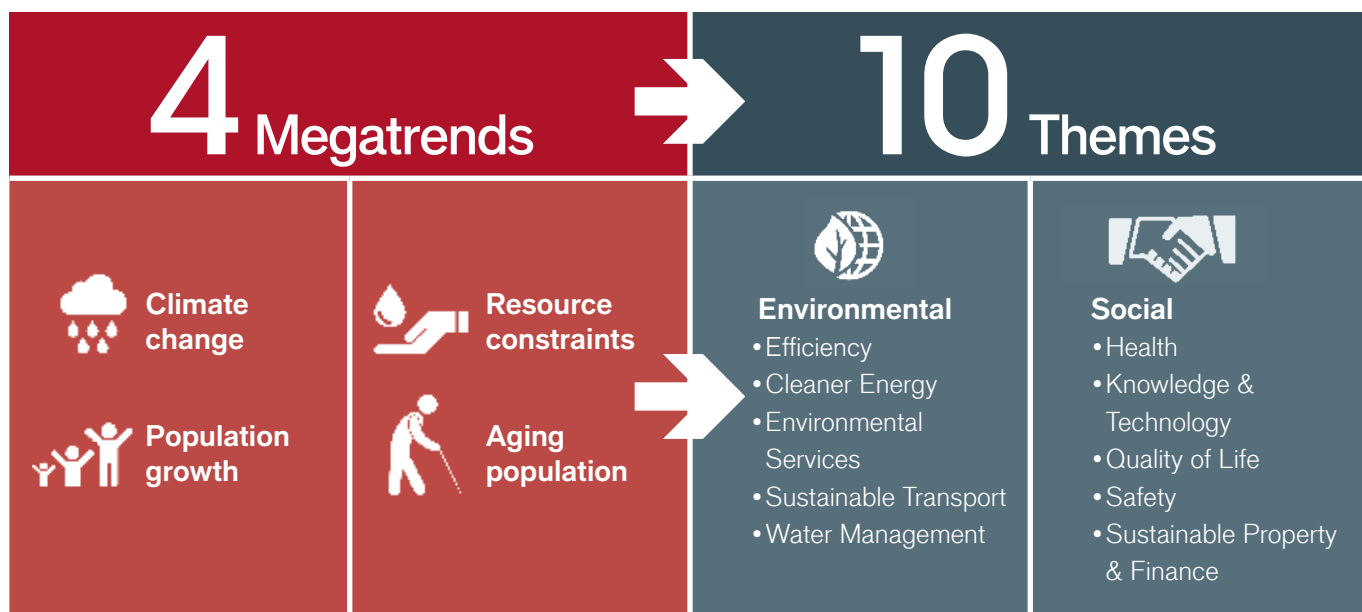 4 Megatrends
10 Themes
Climate
change
Population
growth
Resource
constraints
Aging
population
Environmental
•Efficiency
•Cleaner Energy
•Environmental
Services
•Sustainable Transport
•Water Management
Social
•Health
•Knowledge &
Technology
•Quality of Life
•Safety
•Sustainable Property
& Finance